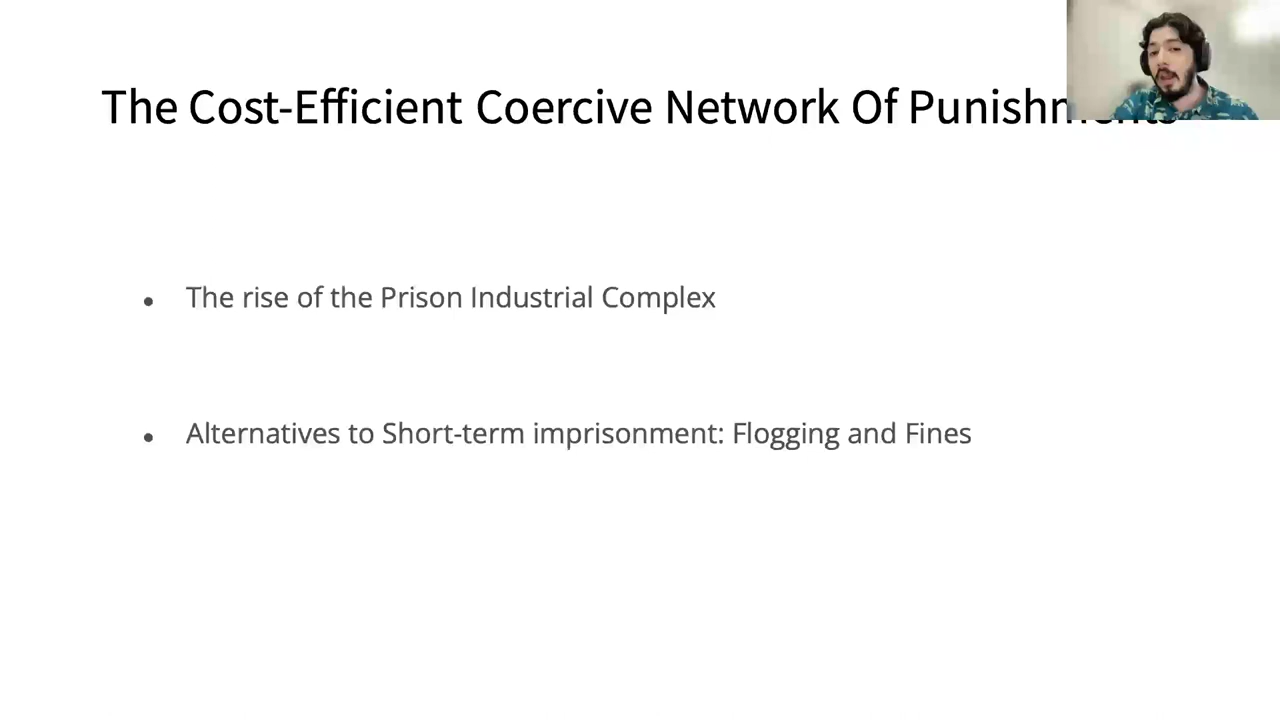 The Cost-Efficient Coercive Network Of Punishments
The rise of the Prison Industrial Complex
Alternatives to Short-term imprisonment: Flogging and Fines